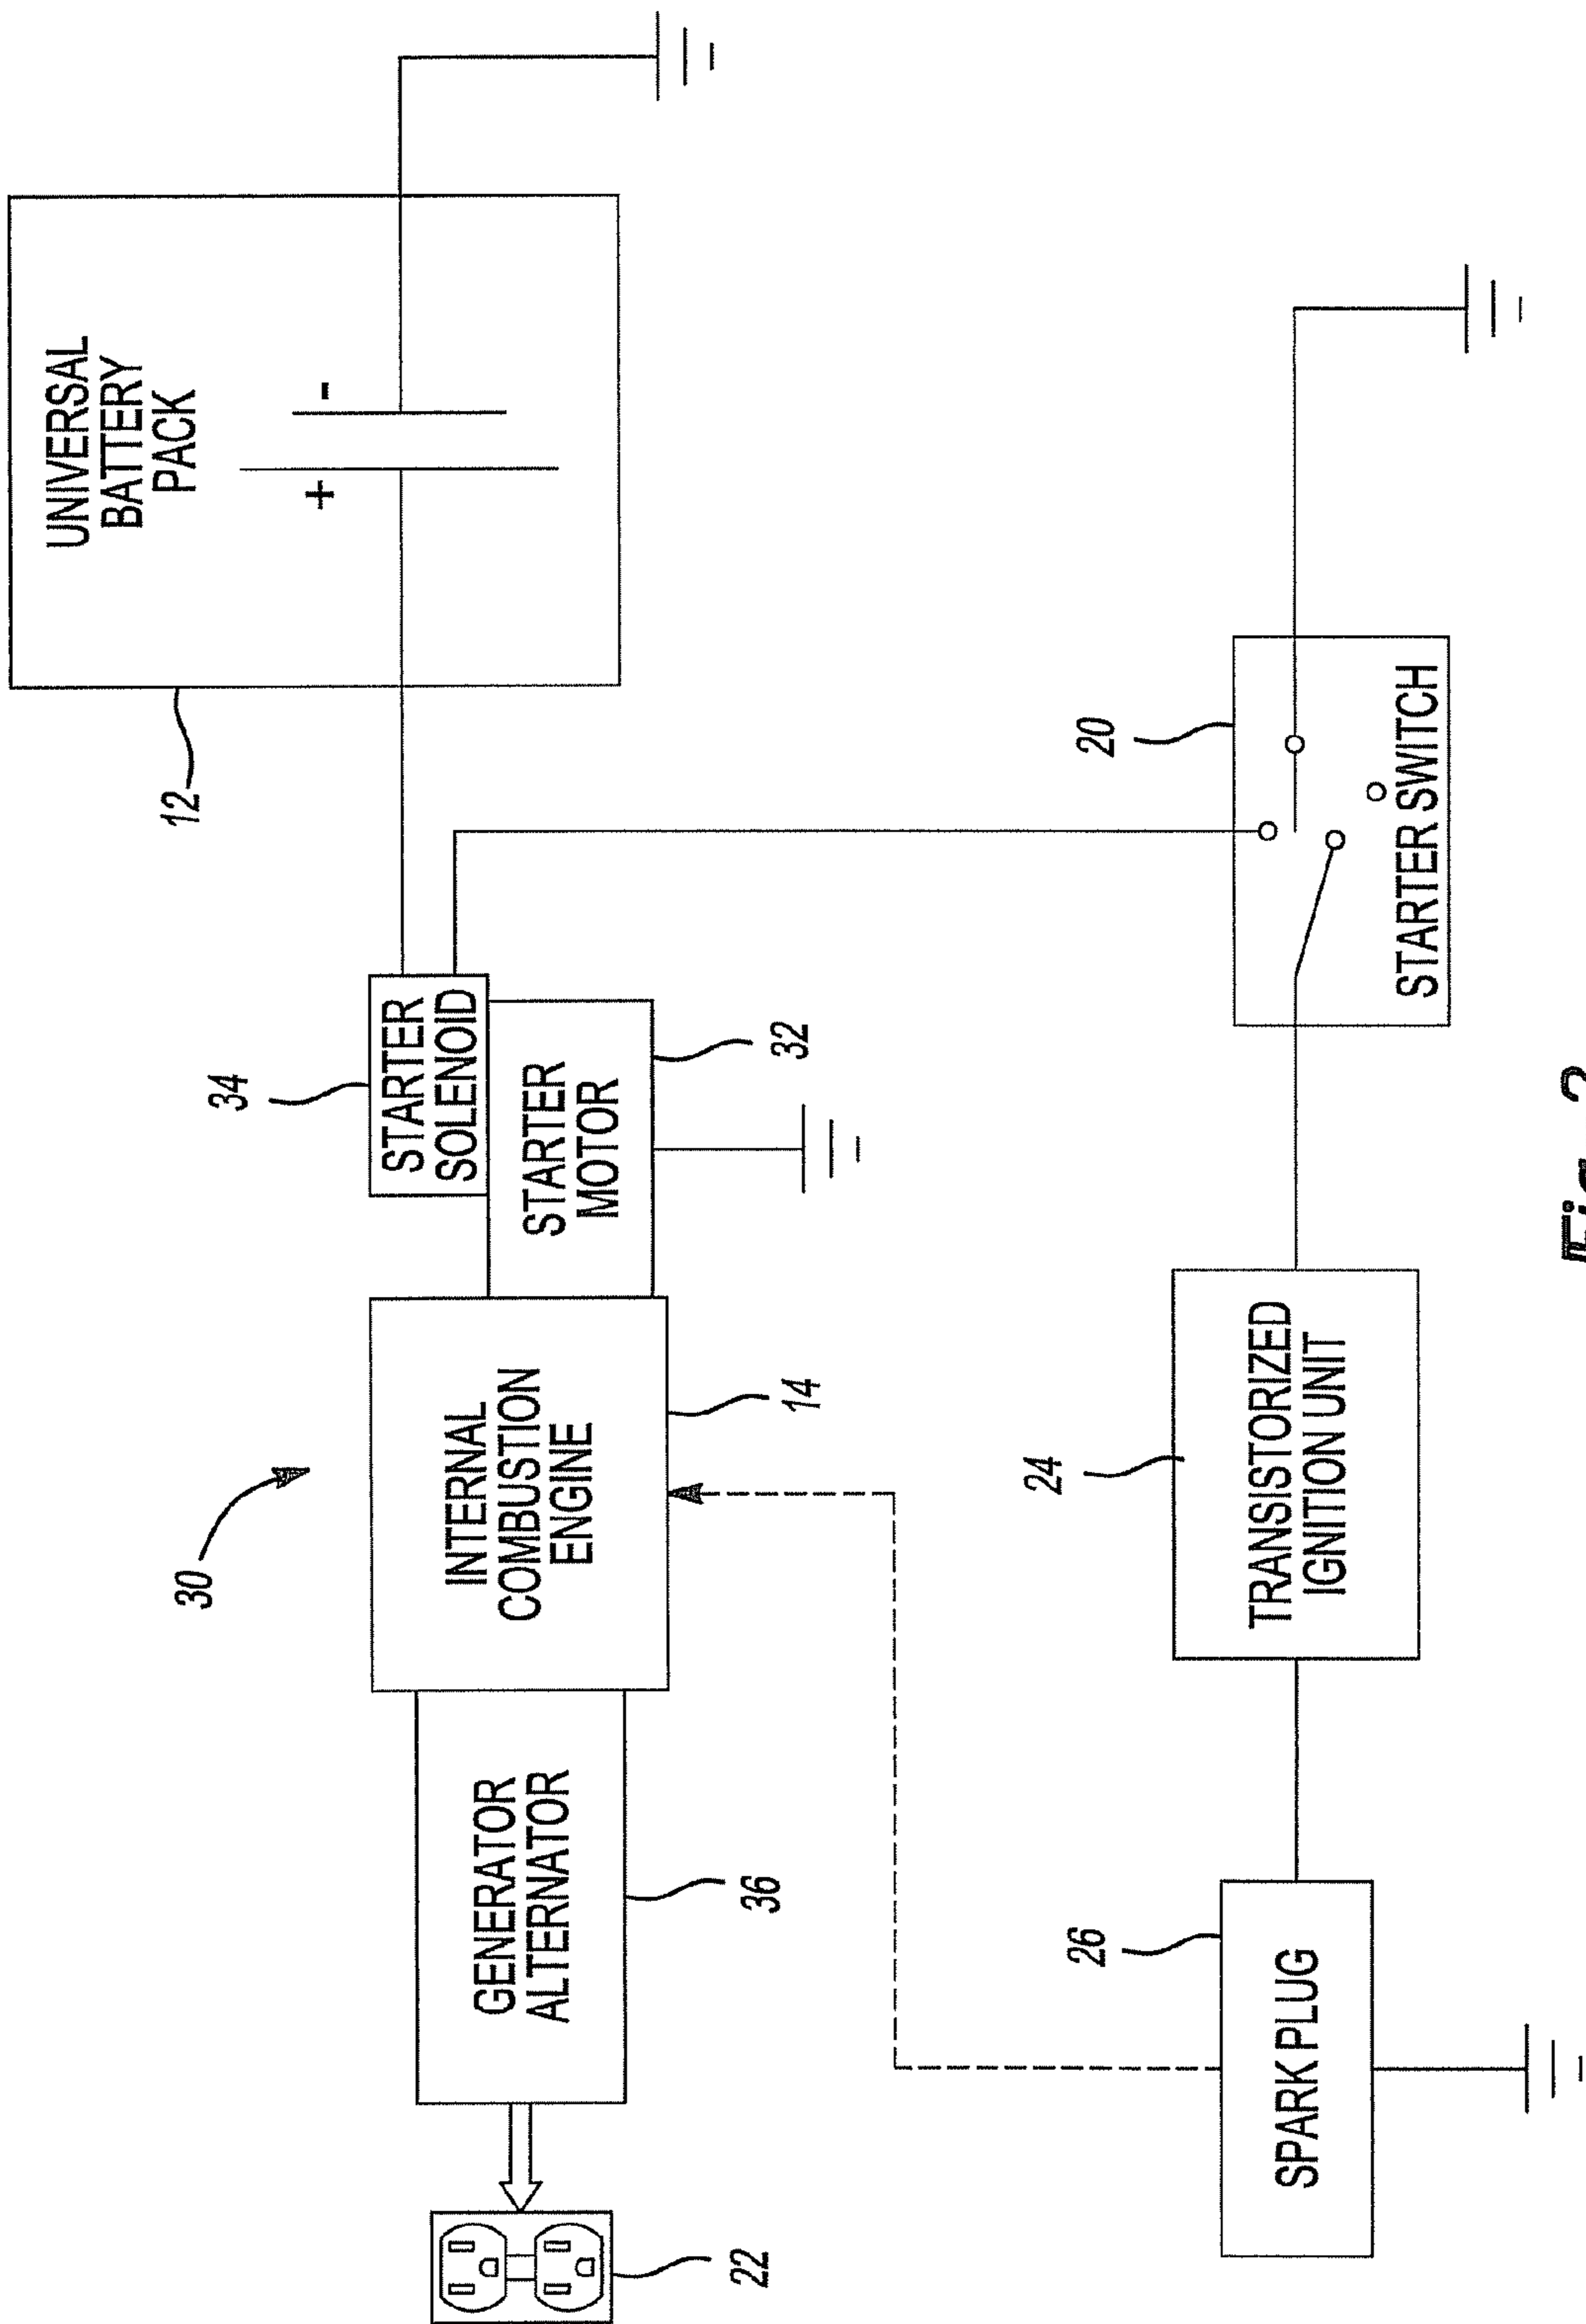 UNIVERSAL
BATTERY
PACK
+
-
12
34
STARTER
SOLENOID
STARTER
MOTOR
32
30
INTERNAL
COMBUSTION
ENGINE
14
GENERATOR
ALTERNATOR
36
22
20
STARTER SWITCH
24
TRANSISTORIZED
IGNITION UNIT
26
SPARK PLUG